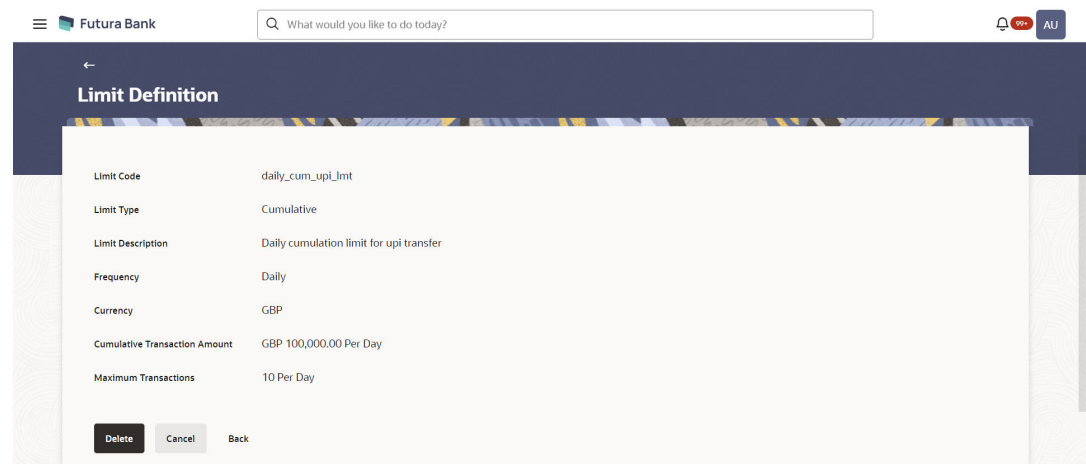 Futura Bank
What would you like to do today?
99+
AU
Limit Definition
Limit Code daily_cum_upi_lmt
Limit Type Cumulative
Limit Description Daily cumulation limit for upi transfer
Frequency Daily
Currency GBP
Cumulative Transaction Amount GBP 100,000.00 Per Day
Maximum Transactions 10 Per Day
Delete Cancel Back